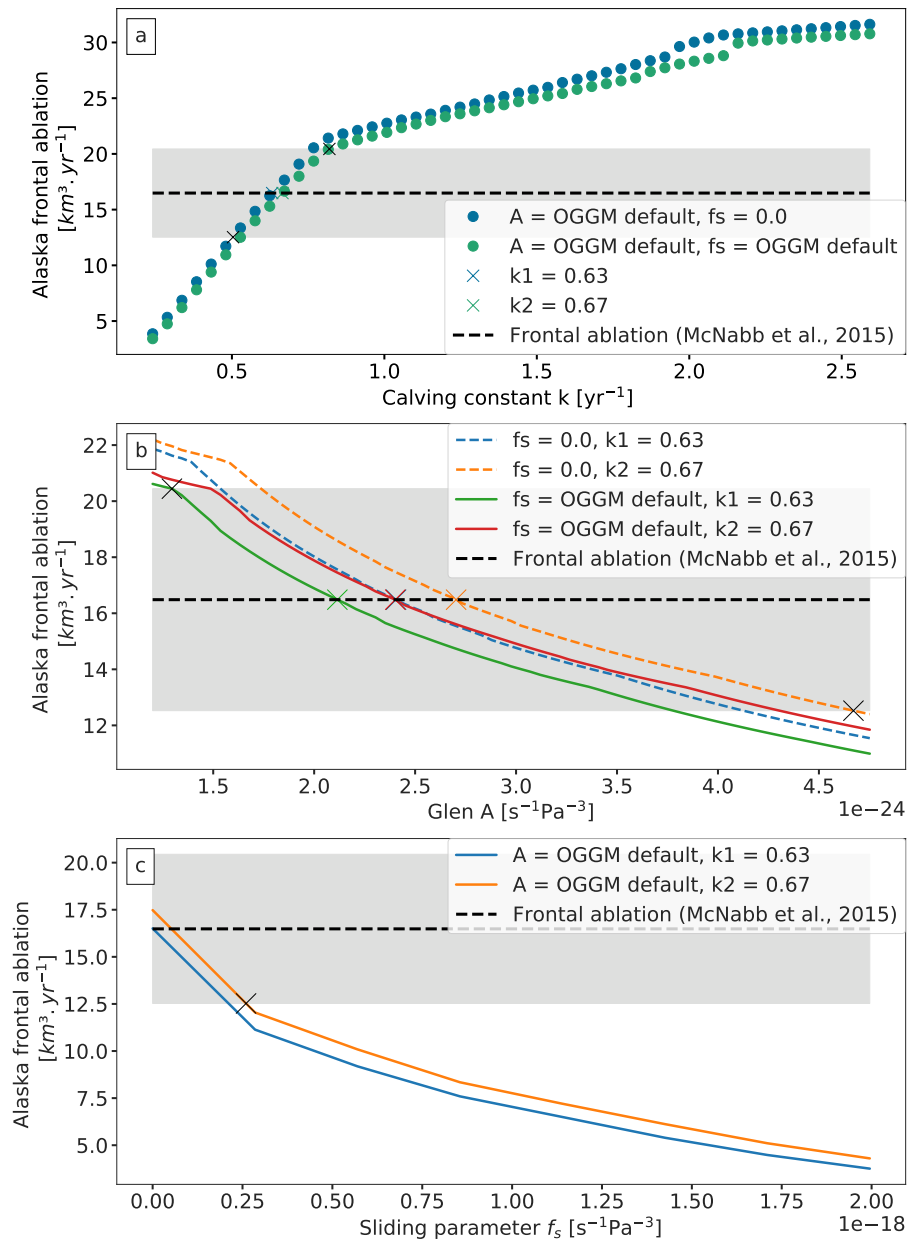 a
30
25
20
15
10
5
Alaska frontal ablation
[km³.yr⁻¹]
A = OGGM default, fs = 0.0
A = OGGM default, fs = OGGM default
k1 = 0.63
k2 = 0.67
Frontal ablation (McNabb et al., 2015)
0.5 1.0 1.5 2.0 2.5
Calving constant k [yr⁻¹]
b
22
20
18
16
14
12
Alaska frontal ablation
[km³.yr⁻¹]
fs = 0.0, k1 = 0.63
fs = 0.0, k2 = 0.67
fs = OGGM default, k1 = 0.63
fs = OGGM default, k2 = 0.67
Frontal ablation (McNabb et al., 2015)
1.5 2.0 2.5 3.0 3.5 4.0 4.5
Glen A [s⁻¹Pa⁻³]
1e−24
c
20.0
17.5
15.0
12.5
10.0
7.5
5.0
Alaska frontal ablation
[km³.yr⁻¹]
A = OGGM default, k1 = 0.63
A = OGGM default, k2 = 0.67
Frontal ablation (McNabb et al., 2015)
0.00 0.25 0.50 0.75 1.00 1.25 1.50 1.75 2.00
Sliding parameter fₛ [s⁻¹Pa⁻³]
1e−18